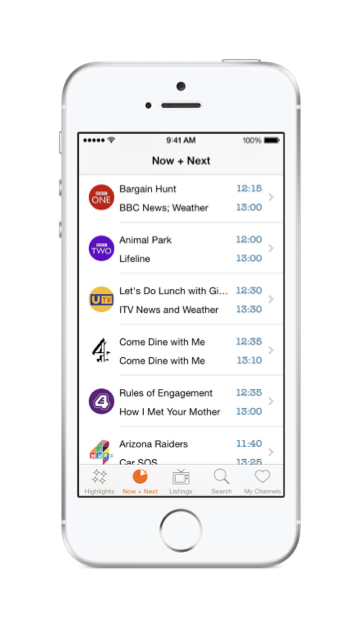 9:41 AM 100%
Now + Next
BBC ONE Bargain Hunt 12:15
BBC News; Weather 13:00
BBC TWO Animal Park 12:00
Lifeline 13:00
UTV Let's Do Lunch with Gi... 12:30
ITV News and Weather 13:30
4 Come Dine with Me 12:35
Come Dine with Me 13:10
4 Rules of Engagement 12:35
How I Met Your Mother 13:00
4 Arizona Raiders 11:40
Car SOS 13:25
Highlights Now + Next Listings Search My Channels